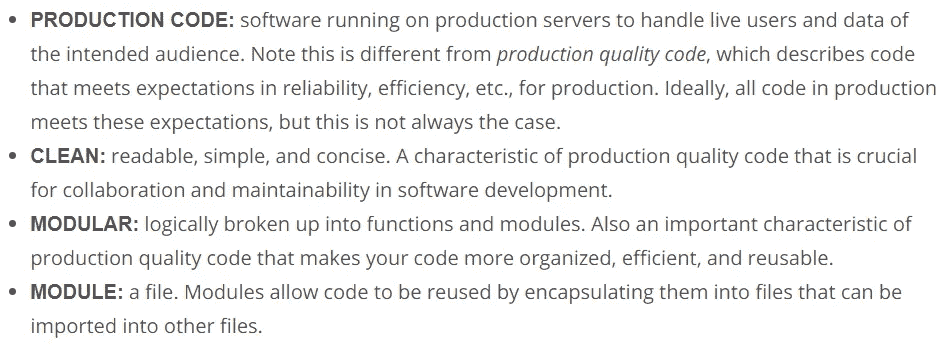 • PRODUCTION CODE: software running on production servers to handle live users and data of
the intended audience. Note this is different from production quality code, which describes code
that meets expectations in reliability, efficiency, etc., for production. Ideally, all code in production
meets these expectations, but this is not always the case.
• CLEAN: readable, simple, and concise. A characteristic of production quality code that is crucial
for collaboration and maintainability in software development.
• MODULAR: logically broken up into functions and modules. Also an important characteristic of
production quality code that makes your code more organized, efficient, and reusable.
• MODULE: a file. Modules allow code to be reused by encapsulating them into files that can be
imported into other files.